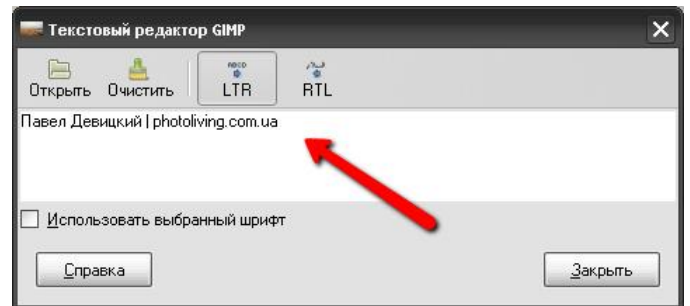 Текстовый редактор GIMP
Открыть Очистить LTR RTL
Павел Девицкий | photoliving.com.ua
Использовать выбранный шрифт
Справка Закрыть